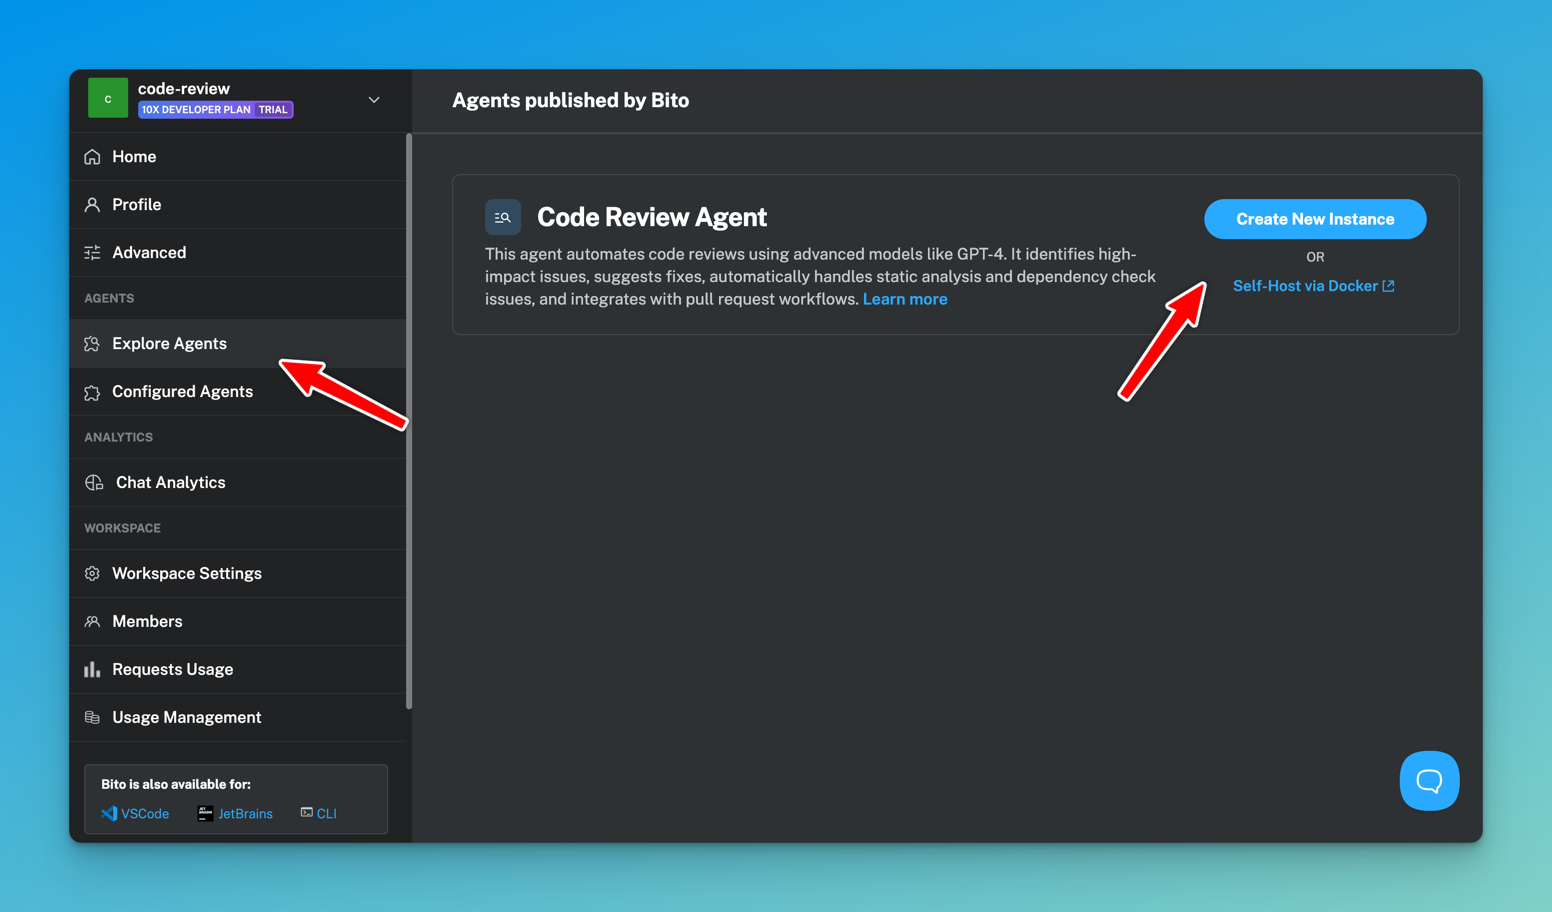 C
code-review
10X DEVELOPER PLAN TRIAL
Home
Profile
Advanced
AGENTS
Explore Agents
Configured Agents
ANALYTICS
Chat Analytics
WORKSPACE
Workspace Settings
Members
Requests Usage
Usage Management
Bito is also available for:
VSCode JetBrains CLI
Agents published by Bito
Code Review Agent
This agent automates code reviews using advanced models like GPT-4. It identifies high-
impact issues, suggests fixes, automatically handles static analysis and dependency check
issues, and integrates with pull request workflows. Learn more
Create New Instance
OR
Self-Host via Docker